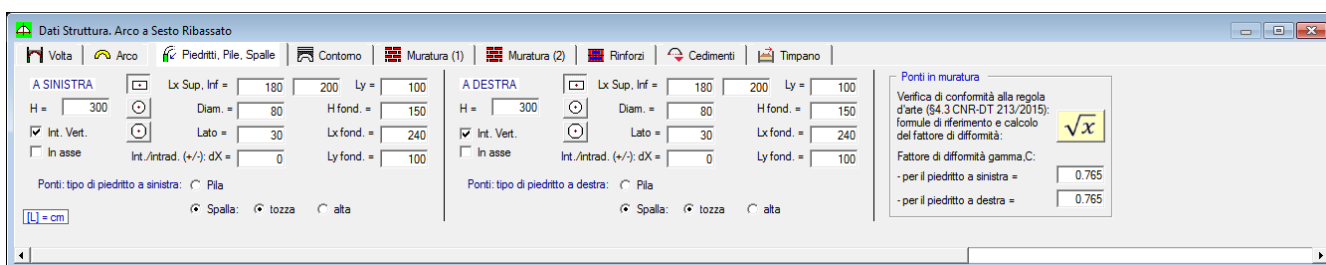 Dati Struttura. Arco a Sesto Ribassato
Volta Arco Piedritti, Pile, Spalle Contorno Muratura (1) Muratura (2) Rinforzi Cedimenti Timpano
A SINISTRA Lx Sup, Inf = 180 200 Ly = 100
H = 300 Diam. = 80 H fond. = 150
Int. Vert. Lato = 30 Lx fond. = 240
In asse Int./intrad. (+/-): dX = 0 Ly fond. = 100
Ponti: tipo di piedritto a sinistra: Pila
Spalla: tozza alta
[L] = cm
A DESTRA Lx Sup, Inf = 180 200 Ly = 100
H = 300 Diam. = 80 H fond. = 150
Int. Vert. Lato = 30 Lx fond. = 240
In asse Int./intrad. (+/-): dX = 0 Ly fond. = 100
Ponti: tipo di piedritto a destra: Pila
Spalla: tozza alta
Ponti in muratura
Verifica di conformità alla regola
d'arte (§4.3 CNR-DT 213/2015):
formule di riferimento e calcolo
del fattore di difformità:
√x
Fattore di difformità gamma,C:
- per il piedritto a sinistra = 0.765
- per il piedritto a destra = 0.765